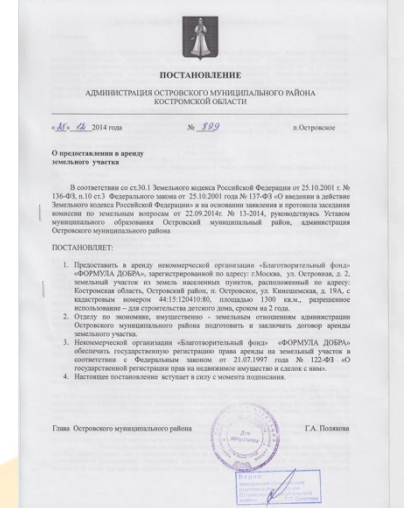 ПОСТАНОВЛЕНИЕ
АДМИНИСТРАЦИЯ ОСТРОВСКОГО МУНИЦИПАЛЬНОГО РАЙОНА
КОСТРОМСКОЙ ОБЛАСТИ
12 2014 года № 899 п.Островское
О предоставлении в аренду
земельного участка
В соответствии со ст.30.1 Земельного кодекса Российской Федерации от 25.10.2001 г. №
136-ФЗ, п.10 ст.3 Федерального закона от 25.10.2001 года № 137-ФЗ «О введении в действие
Земельного кодекса Российской Федерации» и на основании заявления и протокола заседания
комиссии по земельным вопросам от 22.09.2014г. № 13-2014, руководствуясь Уставом
муниципального образования Островский муниципальный район, администрация
Островского муниципального района
ПОСТАНОВЛЯЕТ:
1. Предоставить в аренду некоммерческой организации «Благотворительный фонд»
«ФОРМУЛА ДОБРА», зарегистрированной по адресу: г.Москва, ул. Островная, д. 2,
земельный участок из земель населенных пунктов, расположенный по адресу:
Костромская область, Островский район, п. Островское, ул. Кинешемская, д. 19А, с
кадастровым номером 44:15:120410:80, площадью 1300 кв.м., разрешенное
использование – для строительства детского дома, сроком на 2 года.
2. Отделу по экономике, имущественно - земельным отношениям администрации
Островского муниципального района подготовить и заключить договор аренды
земельного участка.
3. Некоммерческой организации «Благотворительный фонд» «ФОРМУЛА ДОБРА»
обеспечить государственную регистрацию права аренды на земельный участок в
соответствии с Федеральным законом от 21.07.1997 года № 122-ФЗ «О
государственной регистрации прав на недвижимое имущество и сделок с ним».
4. Настоящее постановление вступает в силу с момента подписания.
Глава Островского муниципального района Г.А. Полякова
Для
документов
Верно